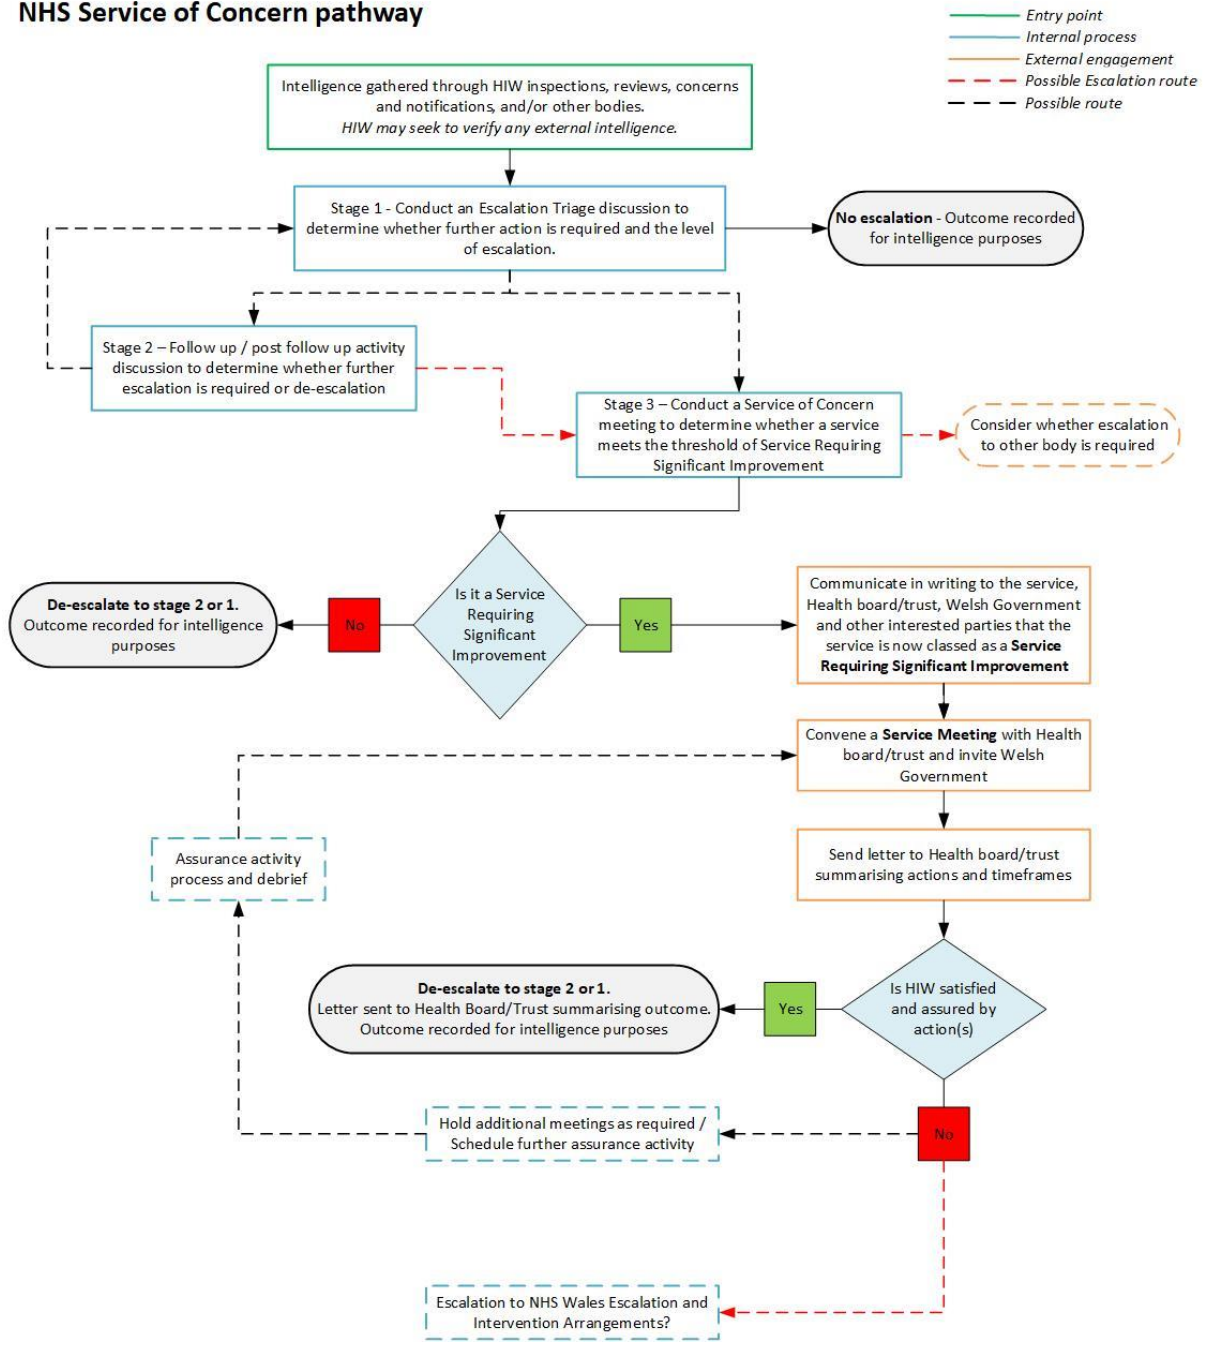 NHS Service of Concern pathway
Entry point
Internal process
External engagement
Possible Escalation route
Possible route
Intelligence gathered through HIW inspections, reviews, concerns
and notifications, and/or other bodies.
HIW may seek to verify any external intelligence.
Stage 1 - Conduct an Escalation Triage discussion to
determine whether further action is required and the level
of escalation.
No escalation - Outcome recorded
for intelligence purposes
Stage 2 – Follow up / post follow up activity
discussion to determine whether further
escalation is required or de-escalation
Stage 3 – Conduct a Service of Concern
meeting to determine whether a service
meets the threshold of Service Requiring
Significant Improvement
Consider whether escalation
to other body is required
Is it a Service
Requiring
Significant
Improvement
No
De-escalate to stage 2 or 1.
Outcome recorded for intelligence
purposes
Yes
Communicate in writing to the service,
Health board/trust, Welsh Government
and other interested parties that the
service is now classed as a Service
Requiring Significant Improvement
Convene a Service Meeting with Health
board/trust and invite Welsh
Government
Send letter to Health board/trust
summarising actions and timeframes
Assurance activity
process and debrief
Is HIW satisfied
and assured by
action(s)
Yes
De-escalate to stage 2 or 1.
Letter sent to Health Board/Trust summarising outcome.
Outcome recorded for intelligence purposes
No
Hold additional meetings as required /
Schedule further assurance activity
Escalation to NHS Wales Escalation and
Intervention Arrangements?